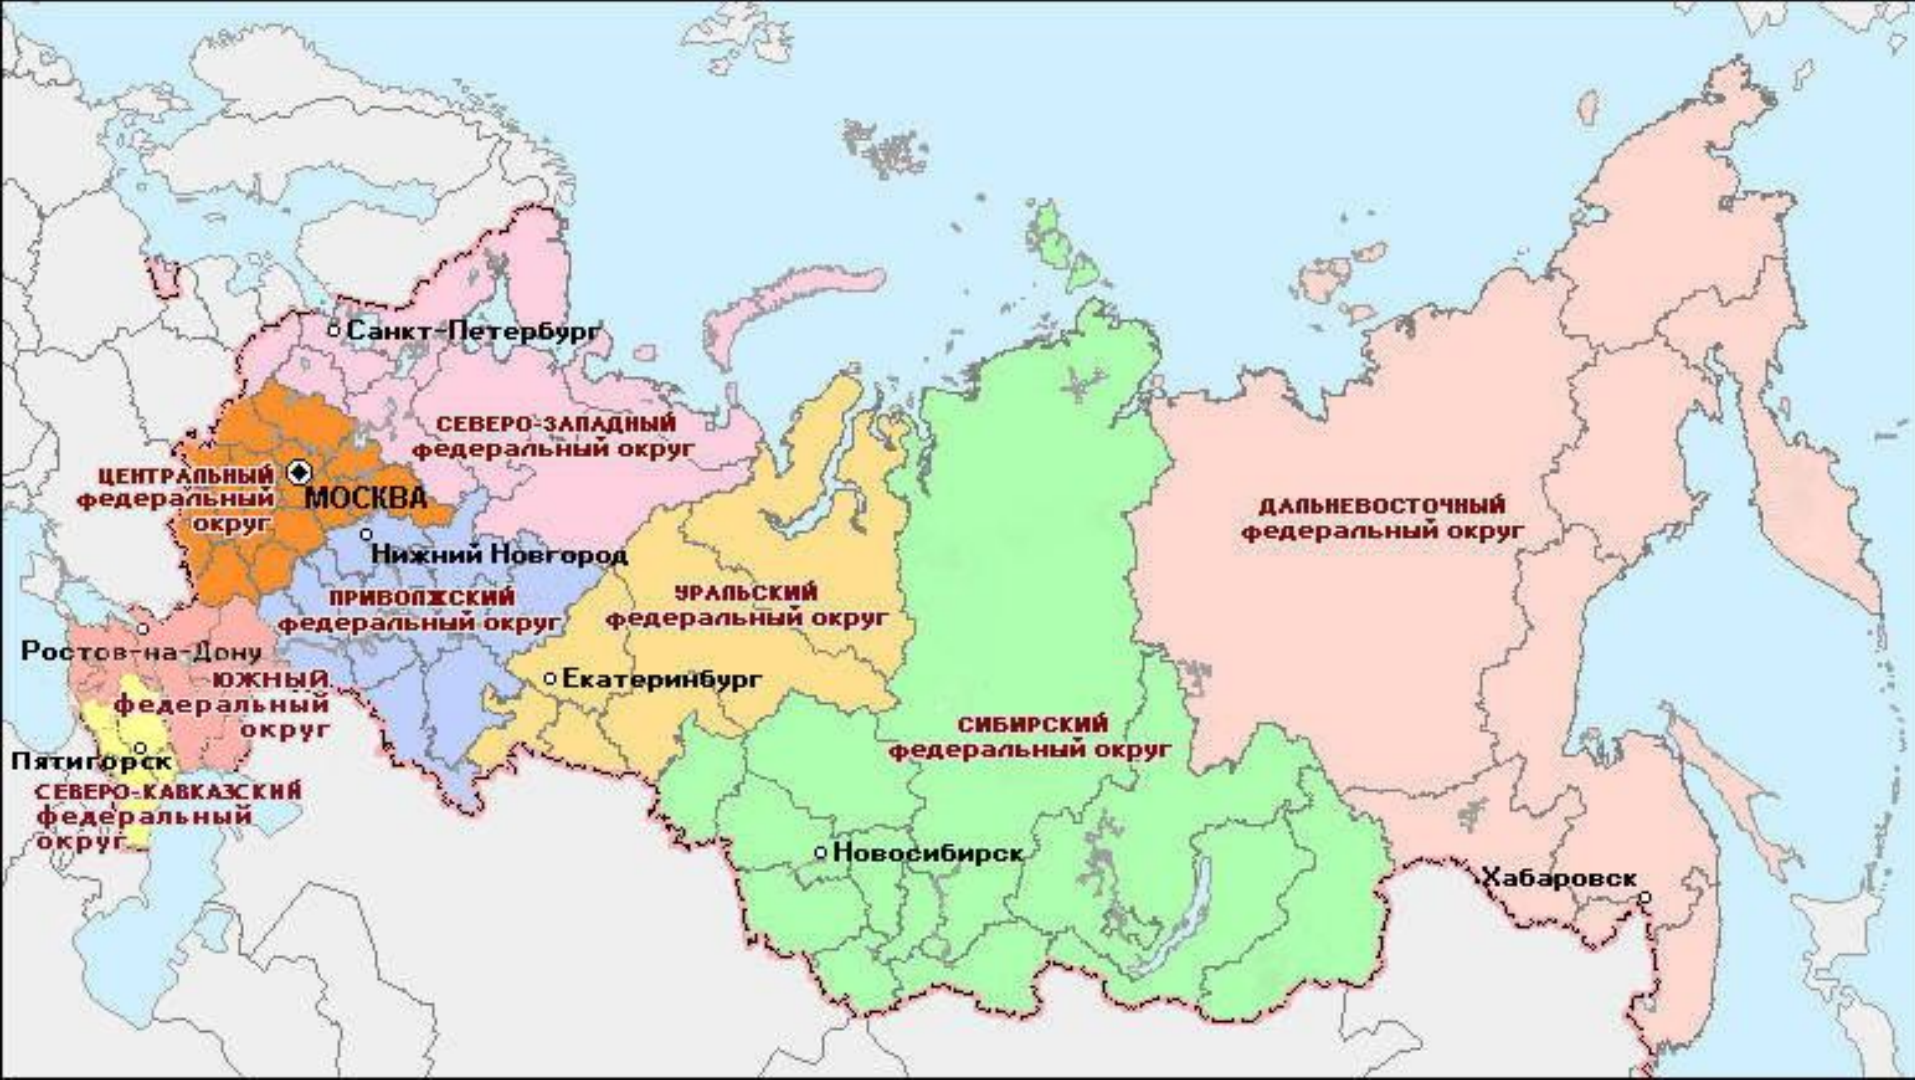 Санкт-Петербург
СЕВЕРО-ЗАПАДНЫЙ
федеральный округ
ЦЕНТРАЛЬНЫЙ
федеральный
округ
МОСКВА
Нижний Новгород
ПРИВОЛЖСКИЙ
федеральный округ
УРАЛЬСКИЙ
федеральный округ
ДАЛЬНЕВОСТОЧНЫЙ
федеральный округ
Ростов-на-Дону
ЮЖНЫЙ
федеральный
округ
Екатеринбург
СИБИРСКИЙ
федеральный округ
Пятигорск
СЕВЕРО-КАВКАЗСКИЙ
федеральный
округ
Новосибирск
Хабаровск